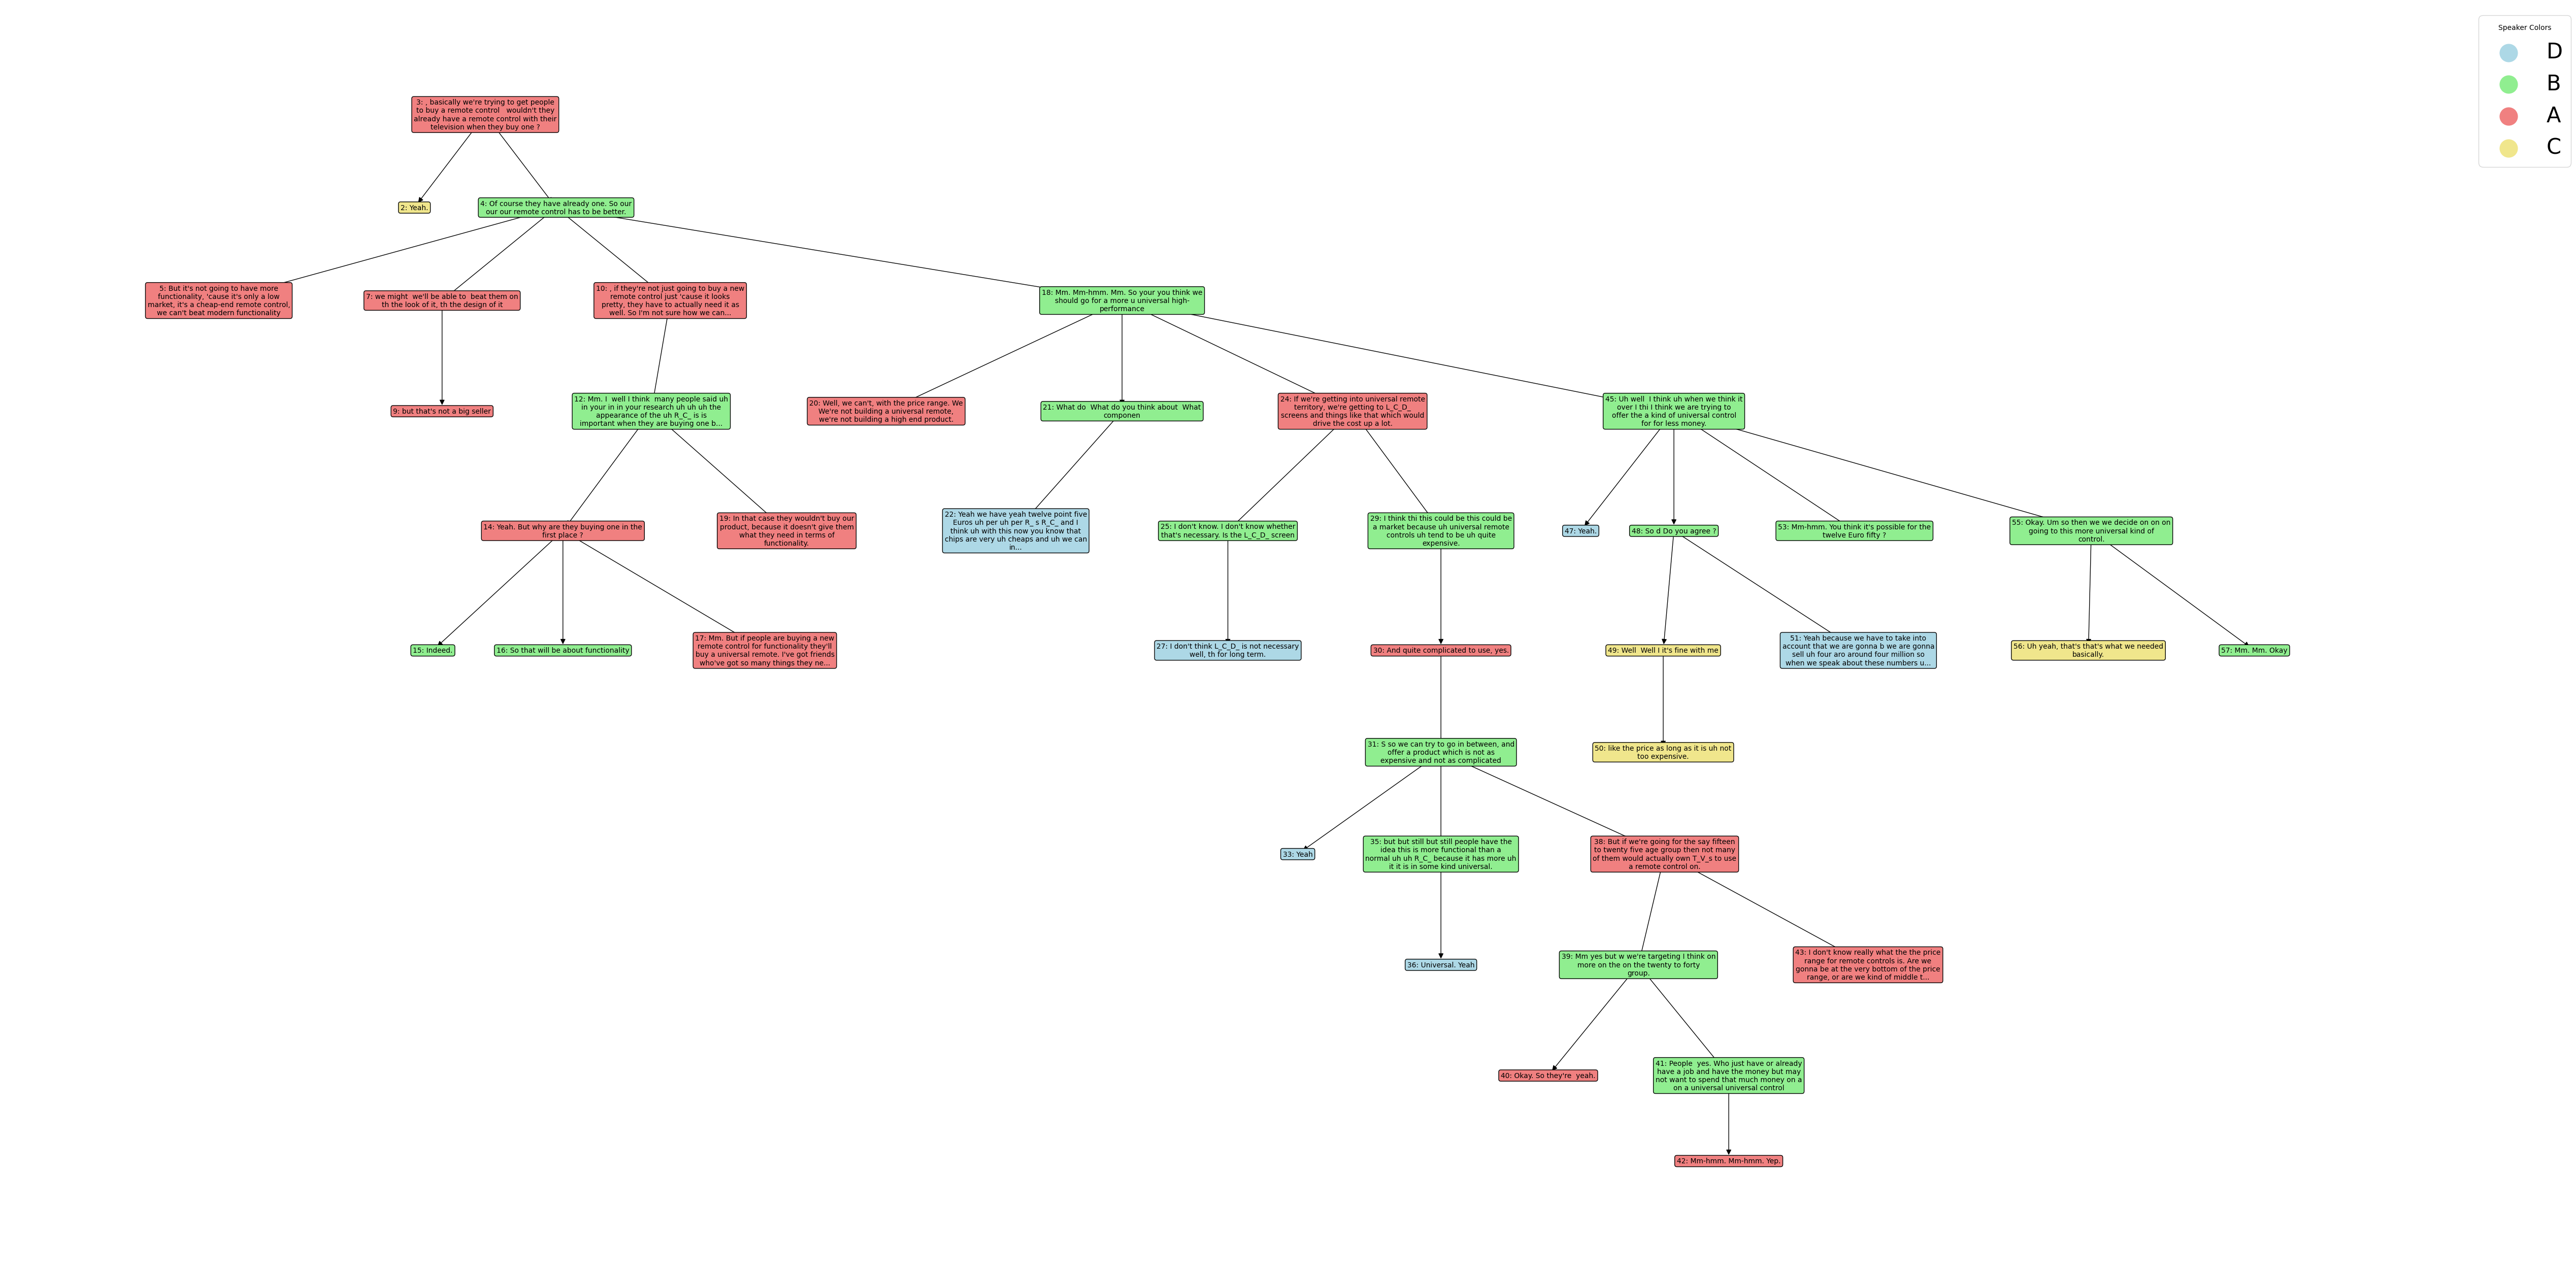 Speaker Colors
D
B
A
C
3: , basically we're trying to get people
to buy a remote control   wouldn't they
already have a remote control with their
television when they buy one ?
2: Yeah.
4: Of course they have already one. So our
our our remote control has to be better.
5: But it's not going to have more
functionality, 'cause it's only a low
market, it's a cheap-end remote control,
we can't beat modern functionality
7: we might  we'll be able to  beat them on
th the look of it, th the design of it
10: , if they're not just going to buy a new
remote control just 'cause it looks
pretty, they have to actually need it as
well. So I'm not sure how we can...
18: Mm. Mm-hmm. Mm. So your you think we
should go for a more u universal high-
performance
9: but that's not a big seller
12: Mm. I  well I think  many people said uh
in your in in your research uh uh uh the
appearance of the uh R_C_ is is
important when they are buying one b...
20: Well, we can't, with the price range. We
We're not building a universal remote,
we're not building a high end product.
21: What do  What do you think about  What
componen
24: If we're getting into universal remote
territory, we're getting to L_C_D_
screens and things like that which would
drive the cost up a lot.
45: Uh well  I think uh when we think it
over I thi I think we are trying to
offer the a kind of universal control
for for less money.
14: Yeah. But why are they buying one in the
first place ?
19: In that case they wouldn't buy our
product, because it doesn't give them
what they need in terms of
functionality.
22: Yeah we have yeah twelve point five
Euros uh per uh per R_ s R_C_ and I
think uh with this now you know that
chips are very uh cheaps and uh we can
in...
25: I don't know. I don't know whether
that's necessary. Is the L_C_D_ screen
29: I think thi this could be this could be
a market because uh universal remote
controls uh tend to be uh quite
expensive.
47: Yeah.
48: So d Do you agree ?
53: Mm-hmm. You think it's possible for the
twelve Euro fifty ?
55: Okay. Um so then we we decide on on on
going to this more universal kind of
control.
15: Indeed.
16: So that will be about functionality
17: Mm. But if people are buying a new
remote control for functionality they'll
buy a universal remote. I've got friends
who've got so many things they ne...
27: I don't think L_C_D_ is not necessary
well, th for long term.
30: And quite complicated to use, yes.
49: Well  Well I it's fine with me
51: Yeah because we have to take into
account that we are gonna b we are gonna
sell uh four aro around four million so
when we speak about these numbers u...
56: Uh yeah, that's that's what we needed
basically.
57: Mm. Mm. Okay
31: S so we can try to go in between, and
offer a product which is not as
expensive and not as complicated
50: like the price as long as it is uh not
too expensive.
33: Yeah
35: but but still but still people have the
idea this is more functional than a
normal uh uh R_C_ because it has more uh
it it is in some kind universal.
38: But if we're going for the say fifteen
to twenty five age group then not many
of them would actually own T_V_s to use
a remote control on.
36: Universal. Yeah
39: Mm yes but w we're targeting I think on
more on the on the twenty to forty
group.
43: I don't know really what the the price
range for remote controls is. Are we
gonna be at the very bottom of the price
range, or are we kind of middle t...
40: Okay. So they're  yeah.
41: People  yes. Who just have or already
have a job and have the money but may
not want to spend that much money on a
on a universal universal control
42: Mm-hmm. Mm-hmm. Yep.